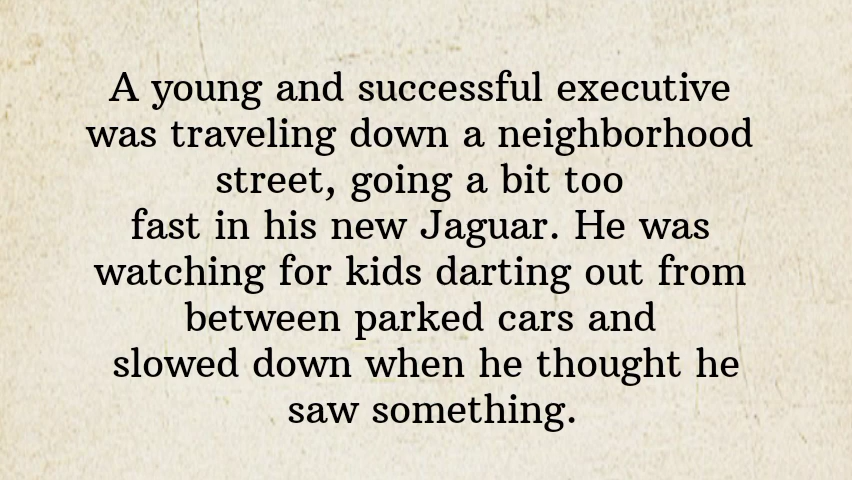 A young and successful executive
was traveling down a neighborhood
street, going a bit too
fast in his new Jaguar. He was
watching for kids darting out from
between parked cars and
slowed down when he thought he
saw something.